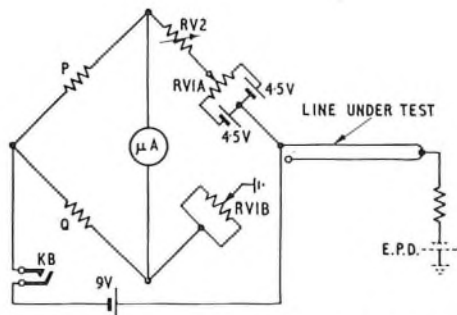 RV2
P
RV1A
4·5V
4·5V
LINE UNDER TEST
µA
RV1B
Q
KB
9V
E.P.D.